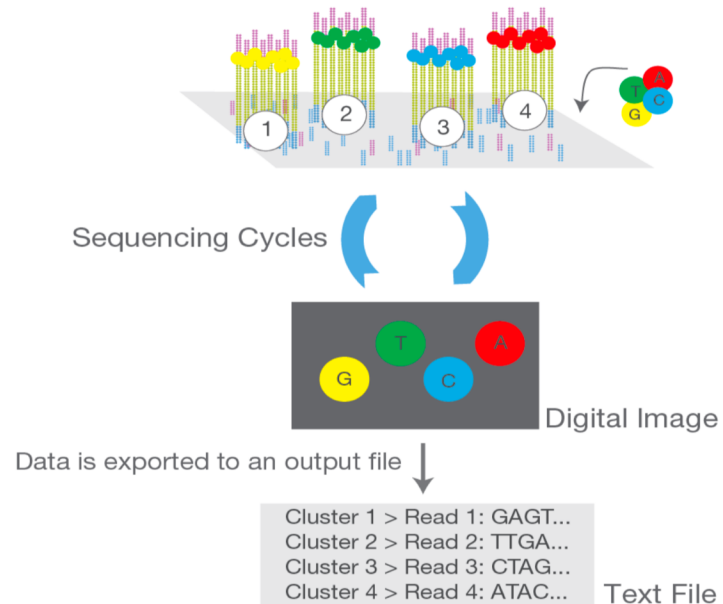 1
2
3
4
A
T
C
G
Sequencing Cycles
T
A
G
C
Digital Image
Data is exported to an output file
Cluster 1 > Read 1: GAGT...
Cluster 2 > Read 2: TTGA...
Cluster 3 > Read 3: CTAG...
Cluster 4 > Read 4: ATAC...
Text File